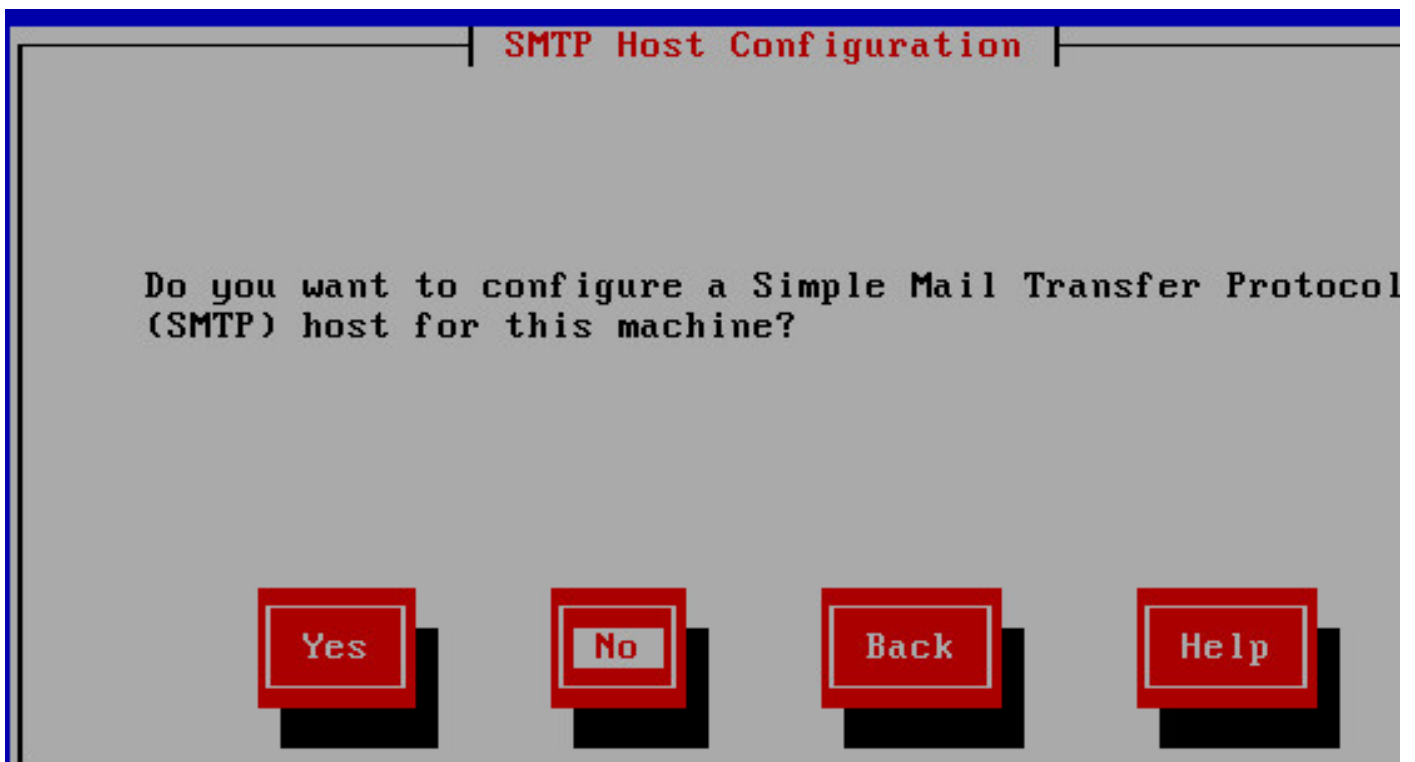 SMTP Host Configuration
Do you want to configure a Simple Mail Transfer Protocol
(SMTP) host for this machine?
Yes No Back Help